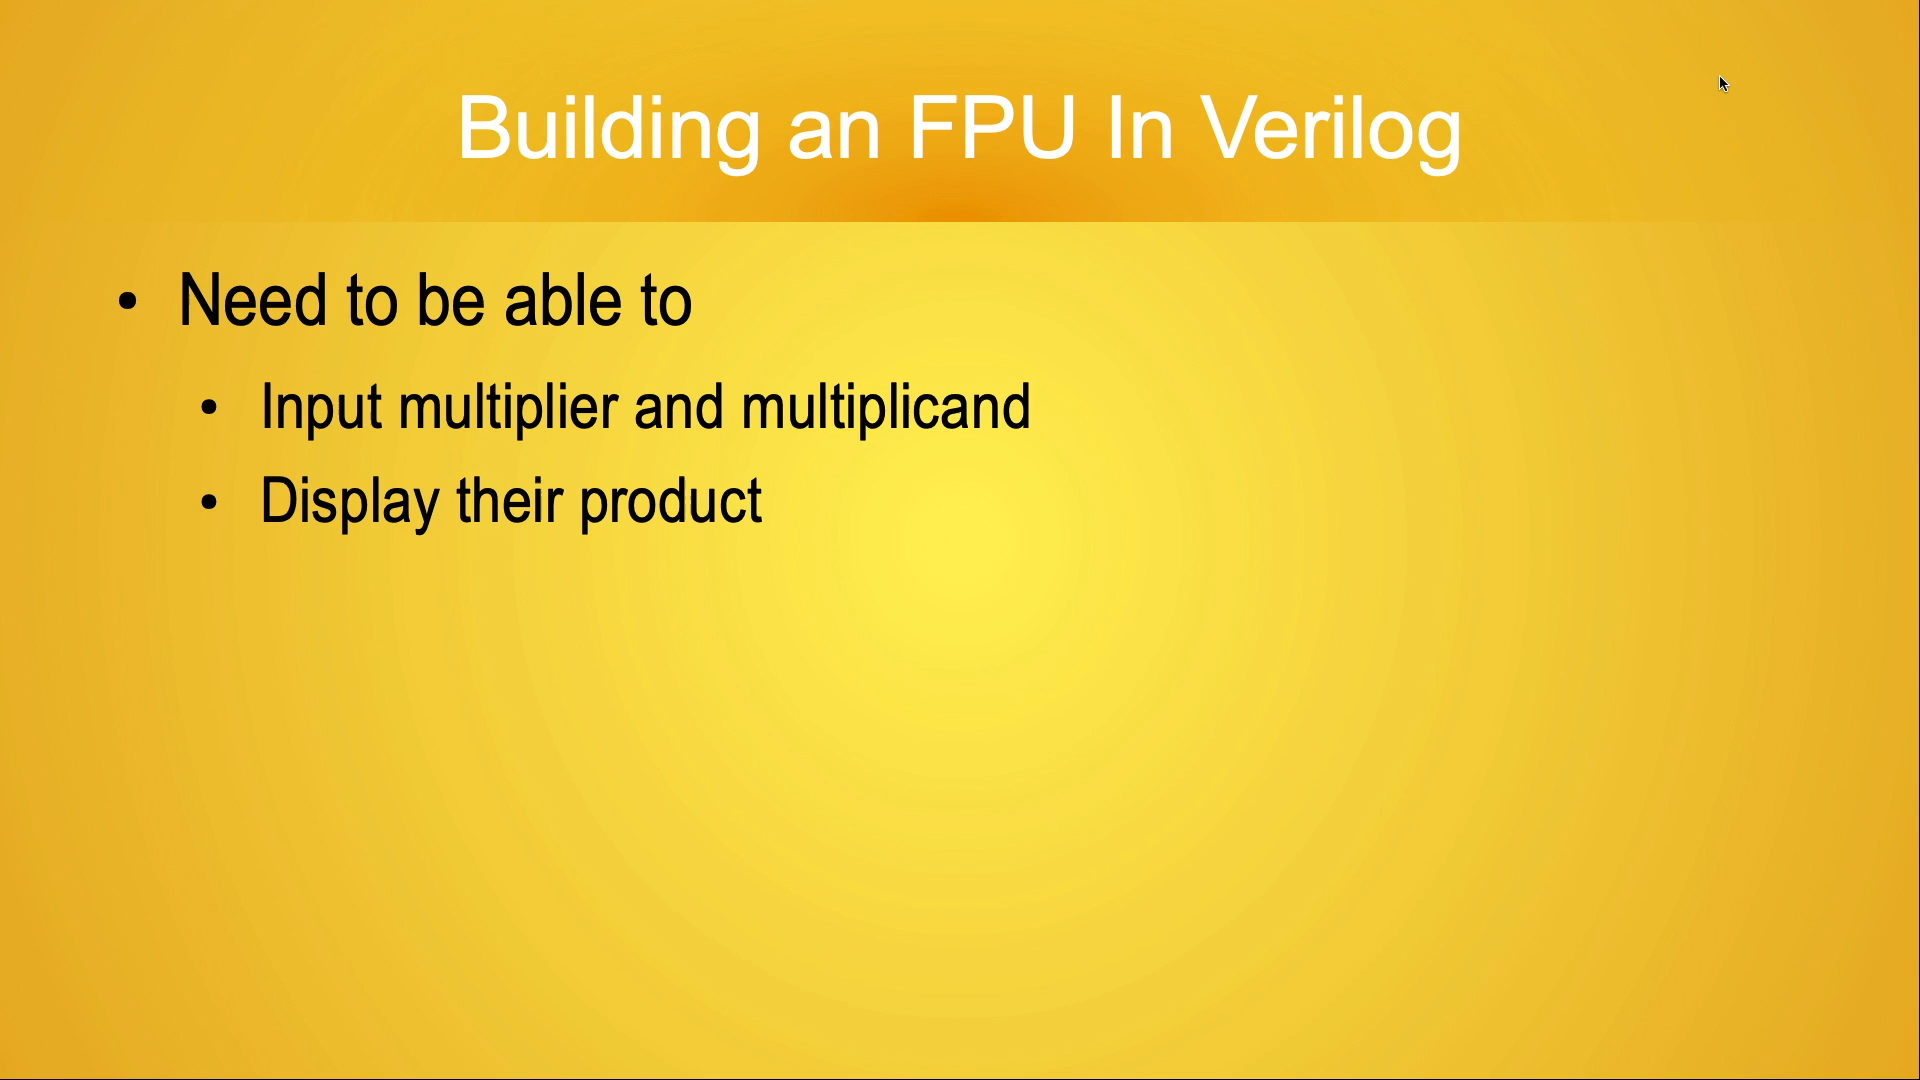 Building an FPU In Verilog
• Need to be able to
• Input multiplier and multiplicand
• Display their product